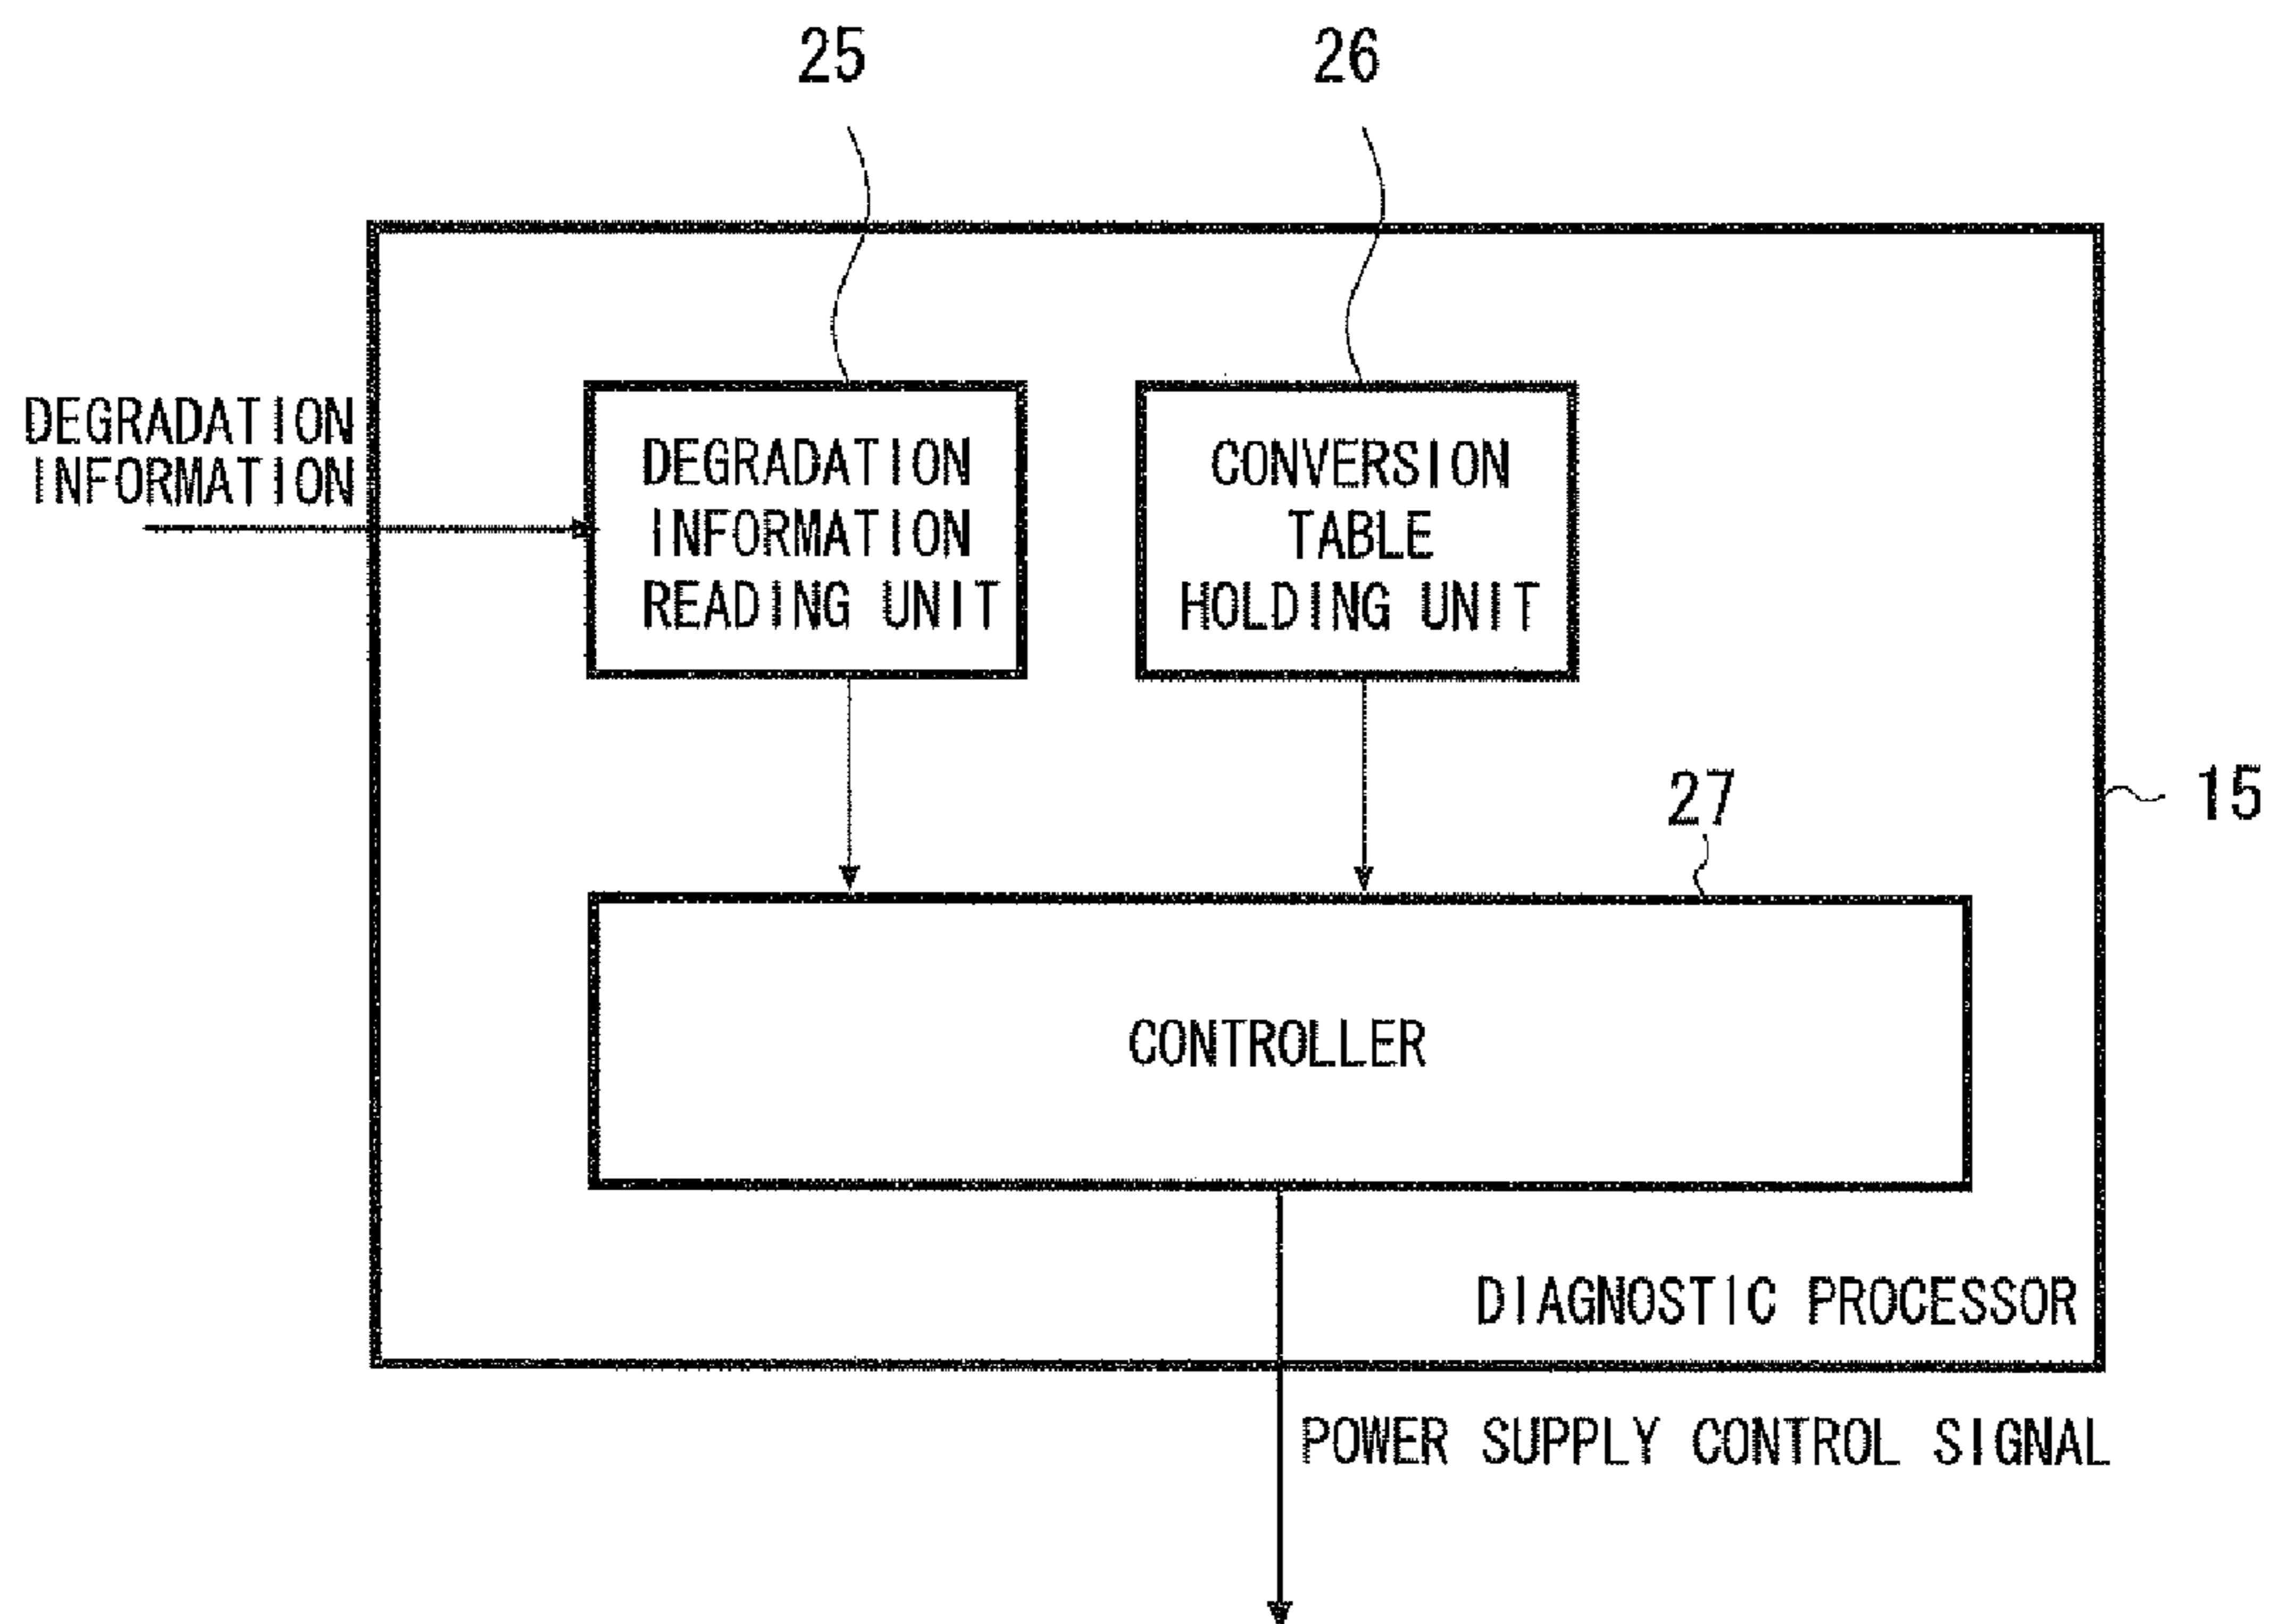 25
26
DEGRADATION
INFORMATION
DEGRADATION
INFORMATION
READING UNIT
CONVERSION
TABLE
HOLDING UNIT
27
15
CONTROLLER
DIAGNOSTIC PROCESSOR
POWER SUPPLY CONTROL SIGNAL